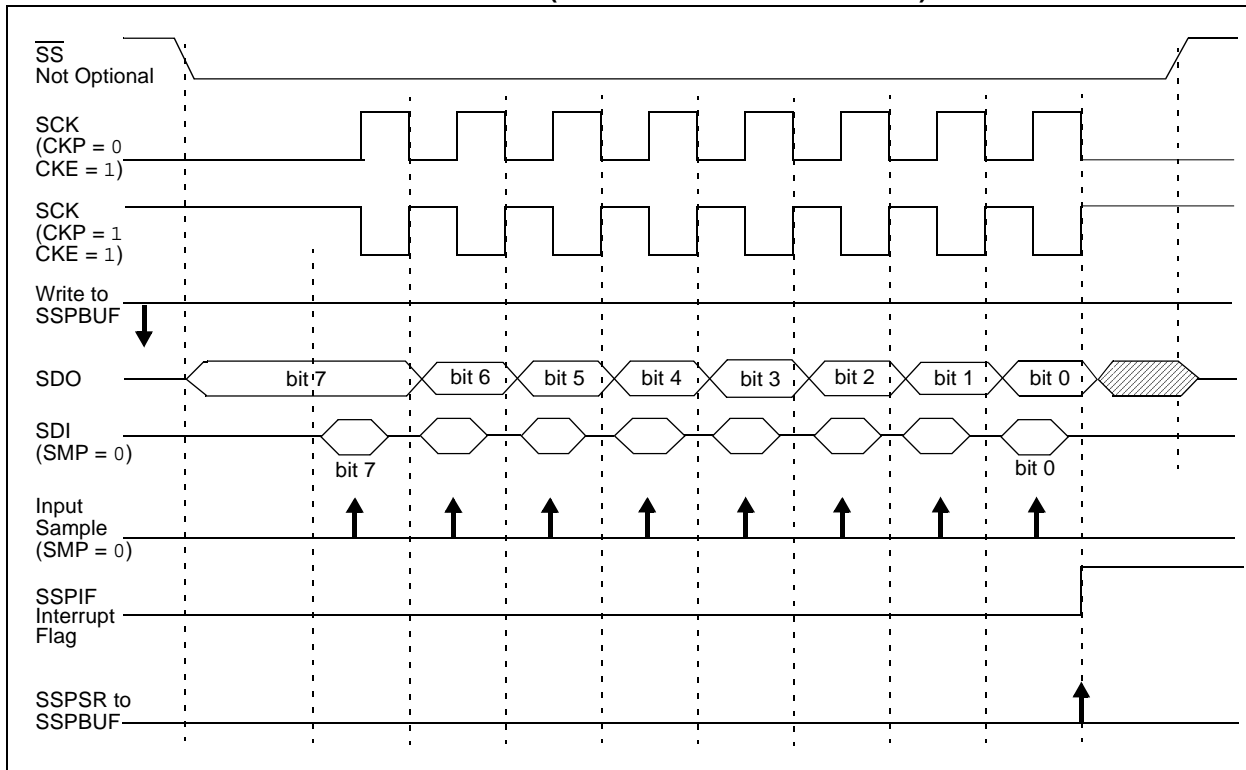 SS
Not Optional
SCK
(CKP = 0
CKE = 1)
SCK
(CKP = 1
CKE = 1)
Write to
SSPBUF
SDO
bit 7
bit 6
bit 5
bit 4
bit 3
bit 2
bit 1
bit 0
SDI
(SMP = 0)
bit 7
bit 0
Input
Sample
(SMP = 0)
SSPIF
Interrupt
Flag
SSPSR to
SSPBUF